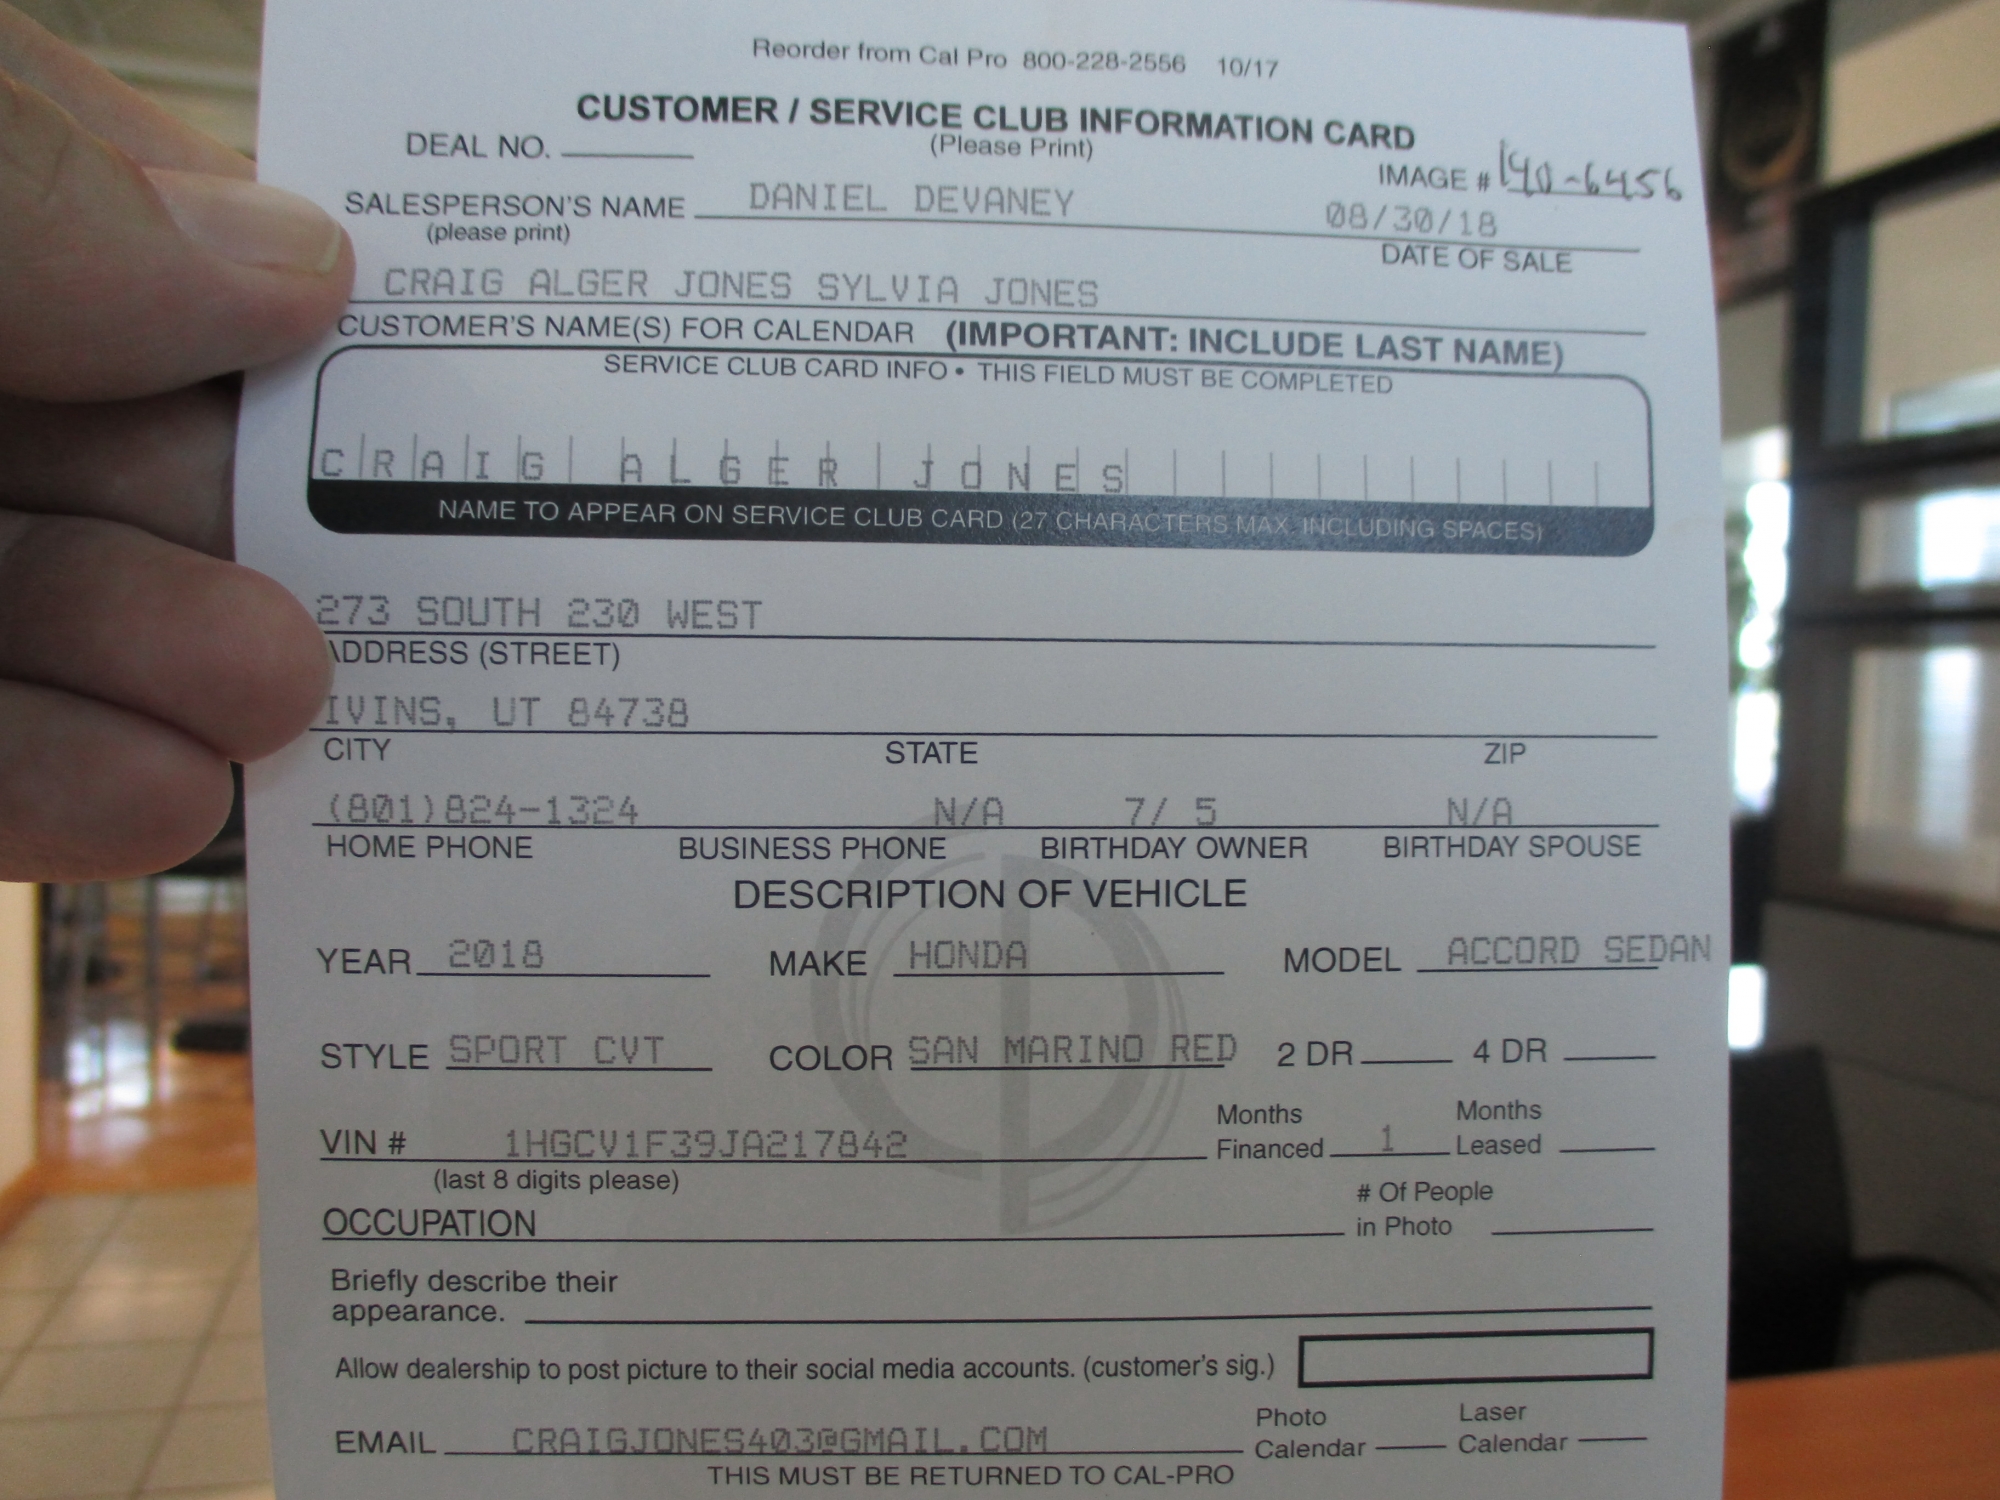 Reorder from Cal Pro 800-228-2556 10/17
CUSTOMER / SERVICE CLUB INFORMATION CARD
DEAL NO. (Please Print)
IMAGE # 140-6456
SALESPERSON'S NAME DANIEL DEVANEY 08/30/18
(please print) DATE OF SALE
CRAIG ALGER JONES SYLVIA JONES
CUSTOMER'S NAME(S) FOR CALENDAR (IMPORTANT: INCLUDE LAST NAME)
SERVICE CLUB CARD INFO • THIS FIELD MUST BE COMPLETED
CRAIG ALGER JONES
NAME TO APPEAR ON SERVICE CLUB CARD (27 CHARACTERS MAX. INCLUDING SPACES)
273 SOUTH 230 WEST
ADDRESS (STREET)
IVINS, UT 84738
CITY STATE ZIP
(801)824-1324 N/A 7/ 5 N/A
HOME PHONE BUSINESS PHONE BIRTHDAY OWNER BIRTHDAY SPOUSE
DESCRIPTION OF VEHICLE
YEAR 2018 MAKE HONDA MODEL ACCORD SEDAN
STYLE SPORT CVT COLOR SAN MARINO RED 2 DR 4 DR
Months Months
VIN # 1HGCV1F39JA217842 Financed 1 Leased
(last 8 digits please) # Of People
OCCUPATION in Photo
Briefly describe their
appearance.
Allow dealership to post picture to their social media accounts. (customer's sig.)
Photo Laser
EMAIL CRAIGJONES403@GMAIL.COM Calendar Calendar
THIS MUST BE RETURNED TO CAL-PRO